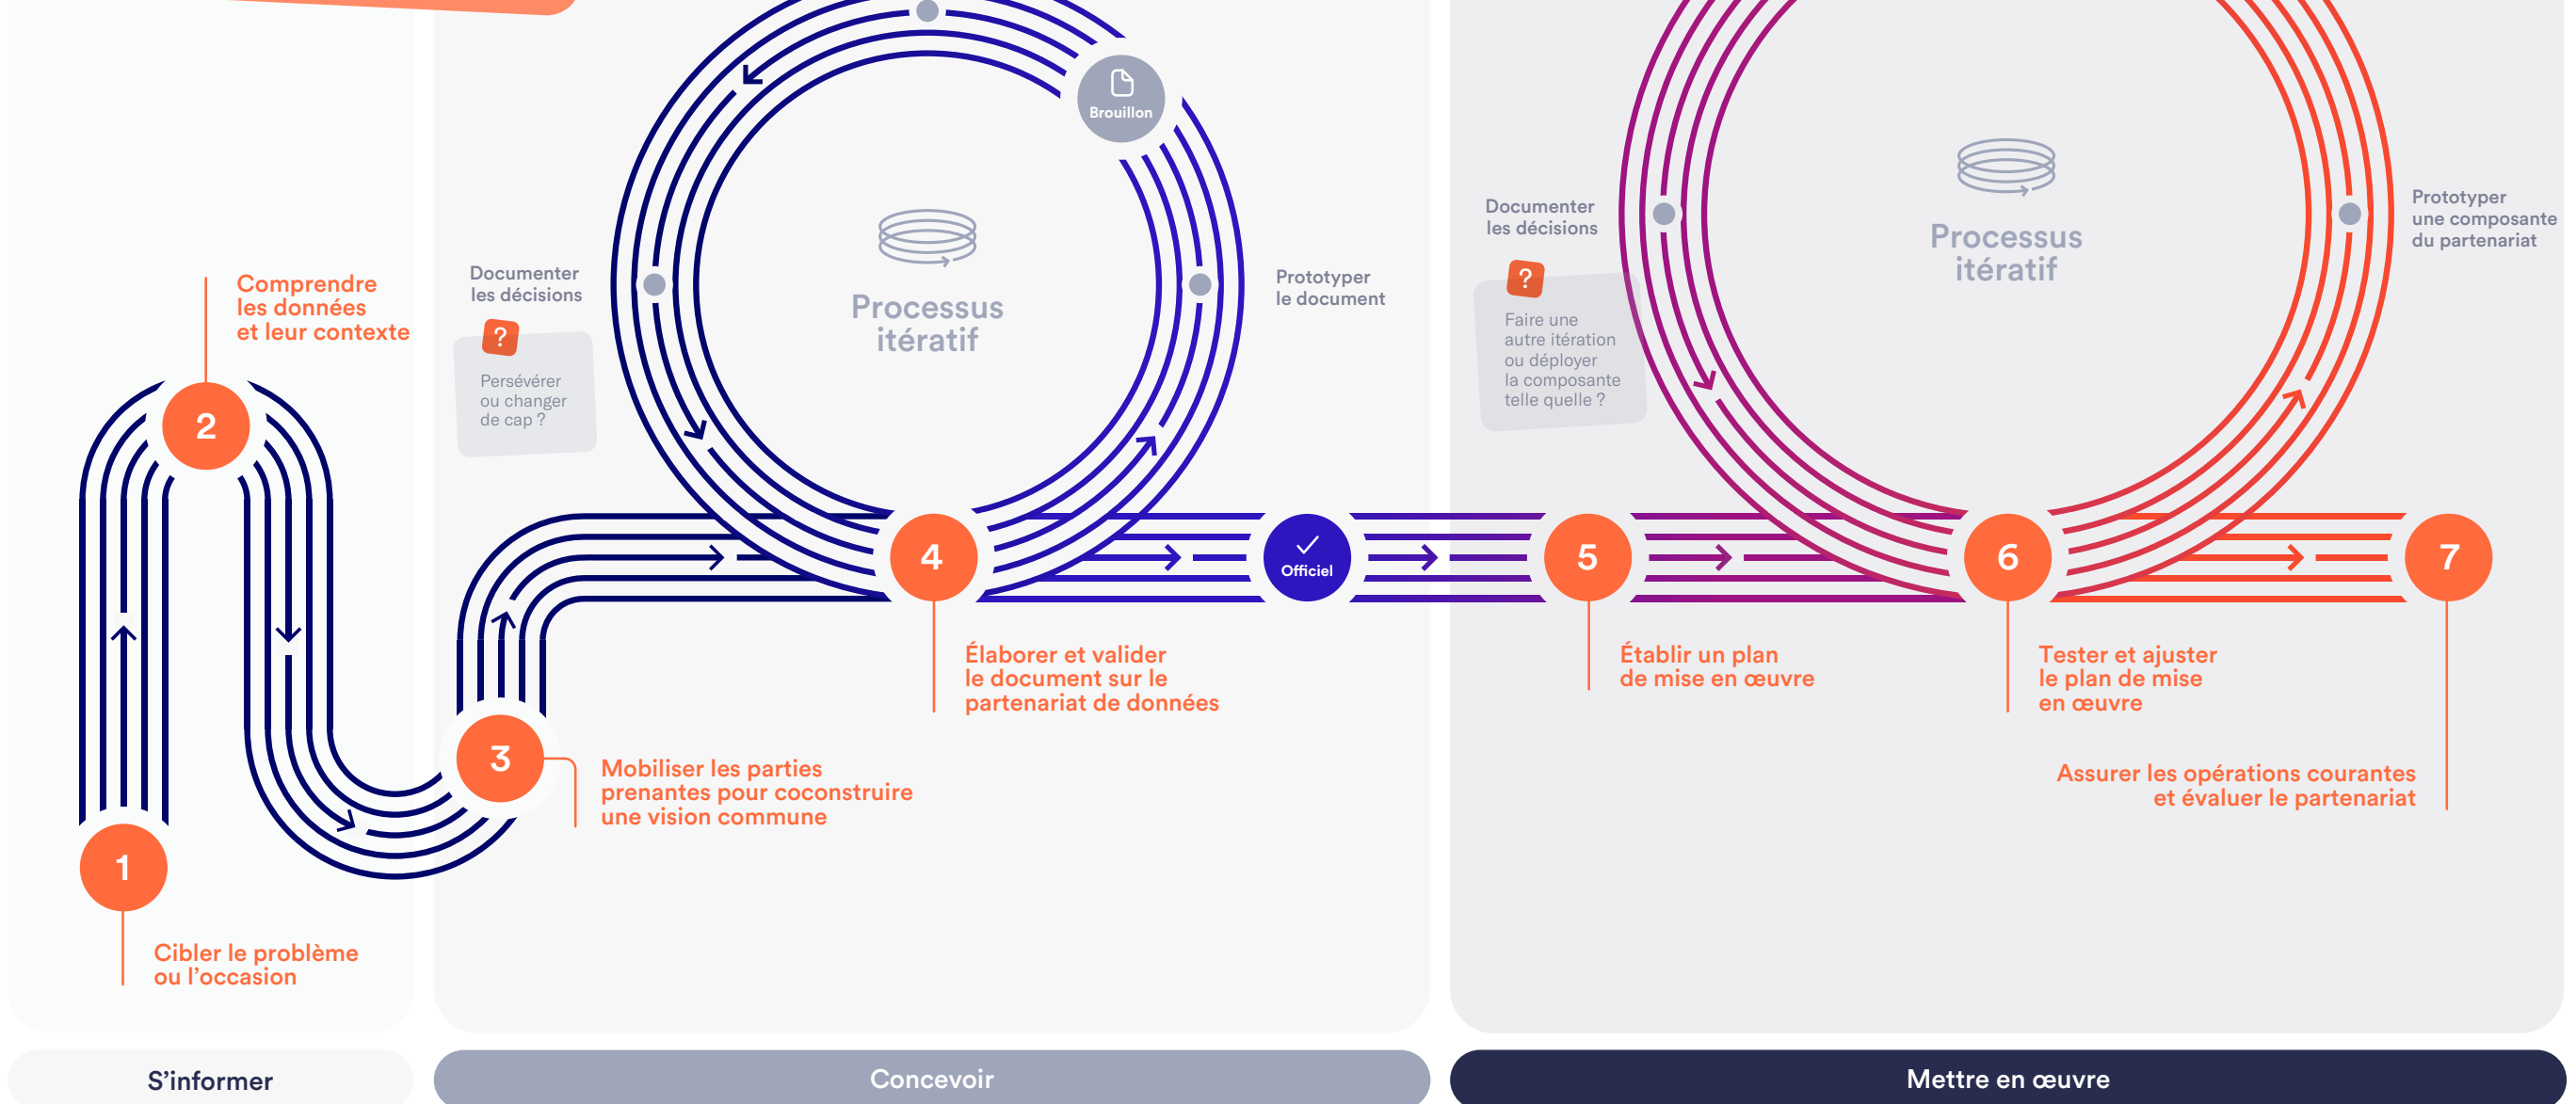 Brouillon
Processus
itératif
Documenter
les décisions
?
Persévérer
ou changer
de cap ?
Prototyper
le document
Documenter
les décisions
?
Faire une
autre itération
ou déployer
la composante
telle quelle ?
Processus
itératif
Prototyper
une composante
du partenariat
Comprendre
les données
et leur contexte
2
4
Officiel
5
6
7
Élaborer et valider
le document sur le
partenariat de données
Établir un plan
de mise en œuvre
Tester et ajuster
le plan de mise
en œuvre
3
Mobiliser les parties
prenantes pour coconstruire
une vision commune
Assurer les opérations courantes
et évaluer le partenariat
1
Cibler le problème
ou l’occasion
S’informer
Concevoir
Mettre en œuvre